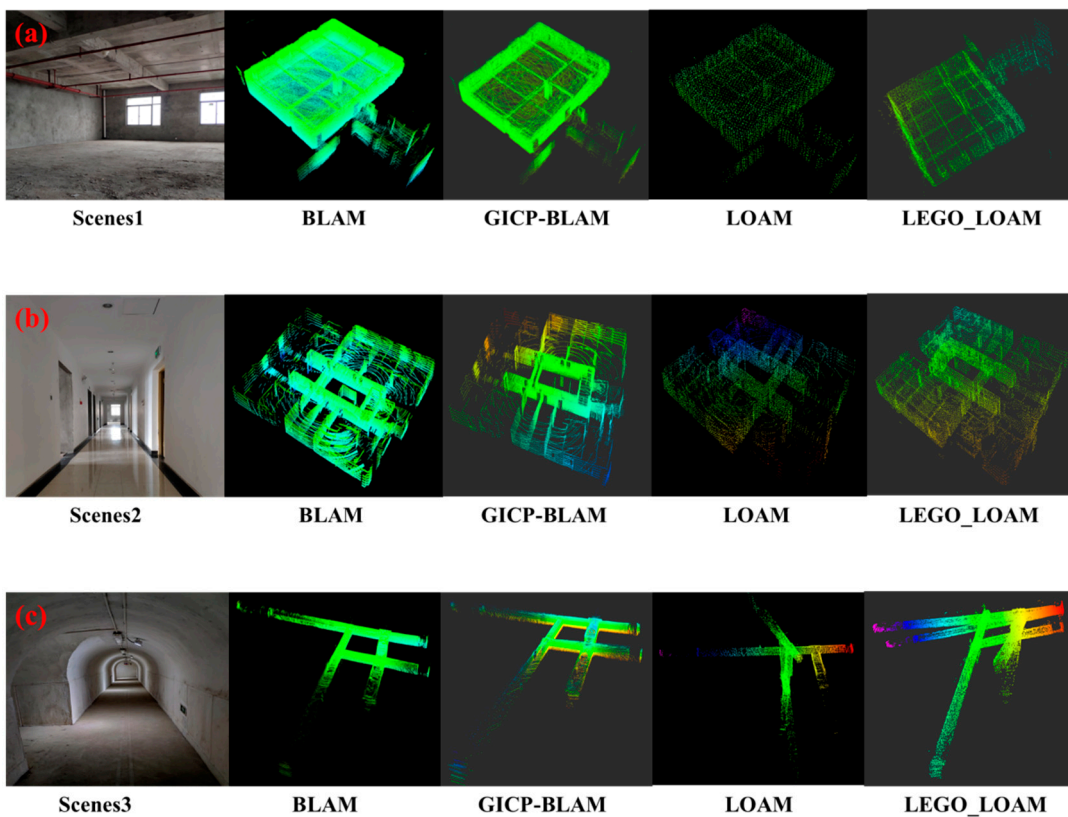 (a)
Scenes1 BLAM GICP-BLAM LOAM LEGO_LOAM
(b)
Scenes2 BLAM GICP-BLAM LOAM LEGO_LOAM
(c)
Scenes3 BLAM GICP-BLAM LOAM LEGO_LOAM